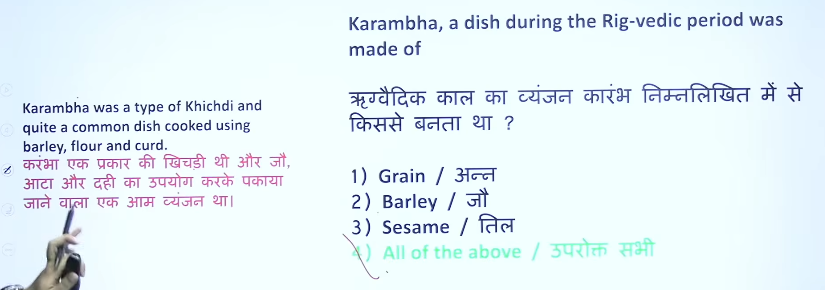 Karambha, a dish during the Rig-vedic period was
made of
Karambha was a type of Khichdi and
quite a common dish cooked using
barley, flour and curd.
करंभा एक प्रकार की खिचड़ी थी और जौ,
आटा और दही का उपयोग करके पकाया
जाने वाला एक आम व्यंजन था।
ऋग्वैदिक काल का व्यंजन कारंभ निम्नलिखित में से
किससे बनता था ?
1) Grain / अन्न
2) Barley / जौ
3) Sesame / तिल
4) All of the above / उपरोक्त सभी